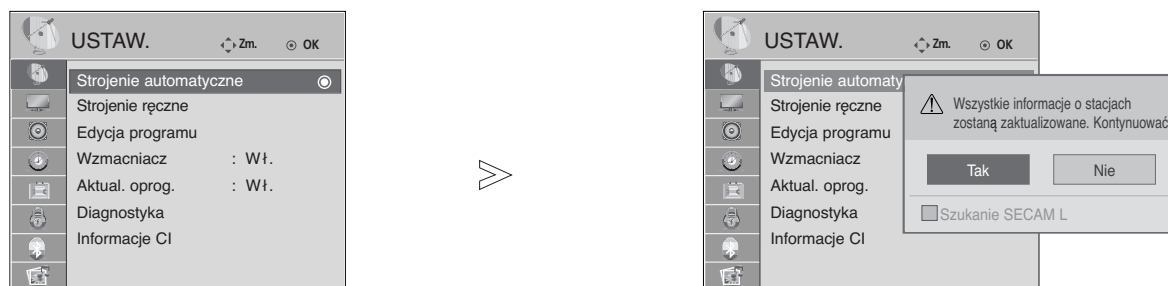 USTAW.
Zm.
OK
Strojenie automatyczne
Strojenie ręczne
Edycja programu
Wzmacniacz : Wł.
Aktual. oprog. : Wł.
Diagnostyka
Informacje CI
USTAW.
Zm.
OK
Strojenie automaty
Strojenie ręczne
Edycja programu
Wzmacniacz
Aktual. oprog.
Diagnostyka
Informacje CI
Wszystkie informacje o stacjach
zostaną zaktualizowane. Kontynuować
Tak
Nie
Szukanie SECAM L